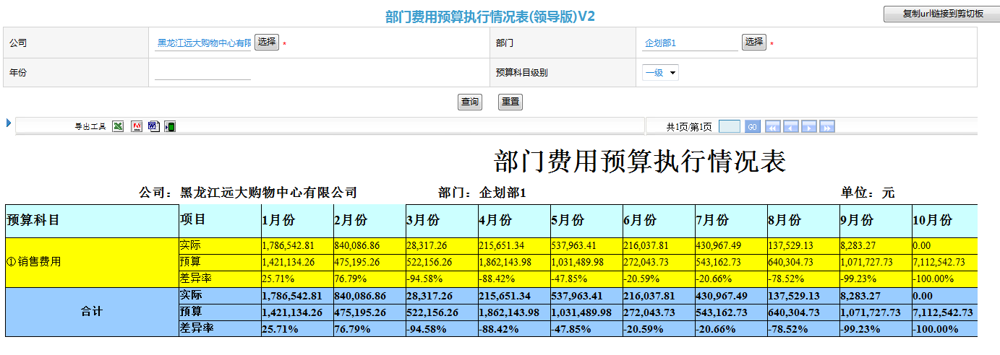 部门费用预算执行情况表(领导版)V2
复制url链接到剪切板
公司 黑龙江远大购物中心有限 选择 * 部门 企划部1 选择 *
年份 预算科目级别 一级
查询 重置
导出工具 共1页/第1页 GO
部门费用预算执行情况表
公司：黑龙江远大购物中心有限公司 部门：企划部1 单位：元
预算科目 项目 1月份 2月份 3月份 4月份 5月份 6月份 7月份 8月份 9月份 10月份
①销售费用 实际 1,786,542.81 840,086.86 28,317.26 215,651.34 537,963.41 216,037.81 430,967.49 137,529.13 8,283.27 0.00
预算 1,421,134.26 475,195.26 522,156.26 1,862,143.98 1,031,489.98 272,043.73 543,162.73 640,304.73 1,071,727.73 7,112,542.73
差异率 25.71% 76.79% -94.58% -88.42% -47.85% -20.59% -20.66% -78.52% -99.23% -100.00%
合计 实际 1,786,542.81 840,086.86 28,317.26 215,651.34 537,963.41 216,037.81 430,967.49 137,529.13 8,283.27 0.00
预算 1,421,134.26 475,195.26 522,156.26 1,862,143.98 1,031,489.98 272,043.73 543,162.73 640,304.73 1,071,727.73 7,112,542.73
差异率 25.71% 76.79% -94.58% -88.42% -47.85% -20.59% -20.66% -78.52% -99.23% -100.00%